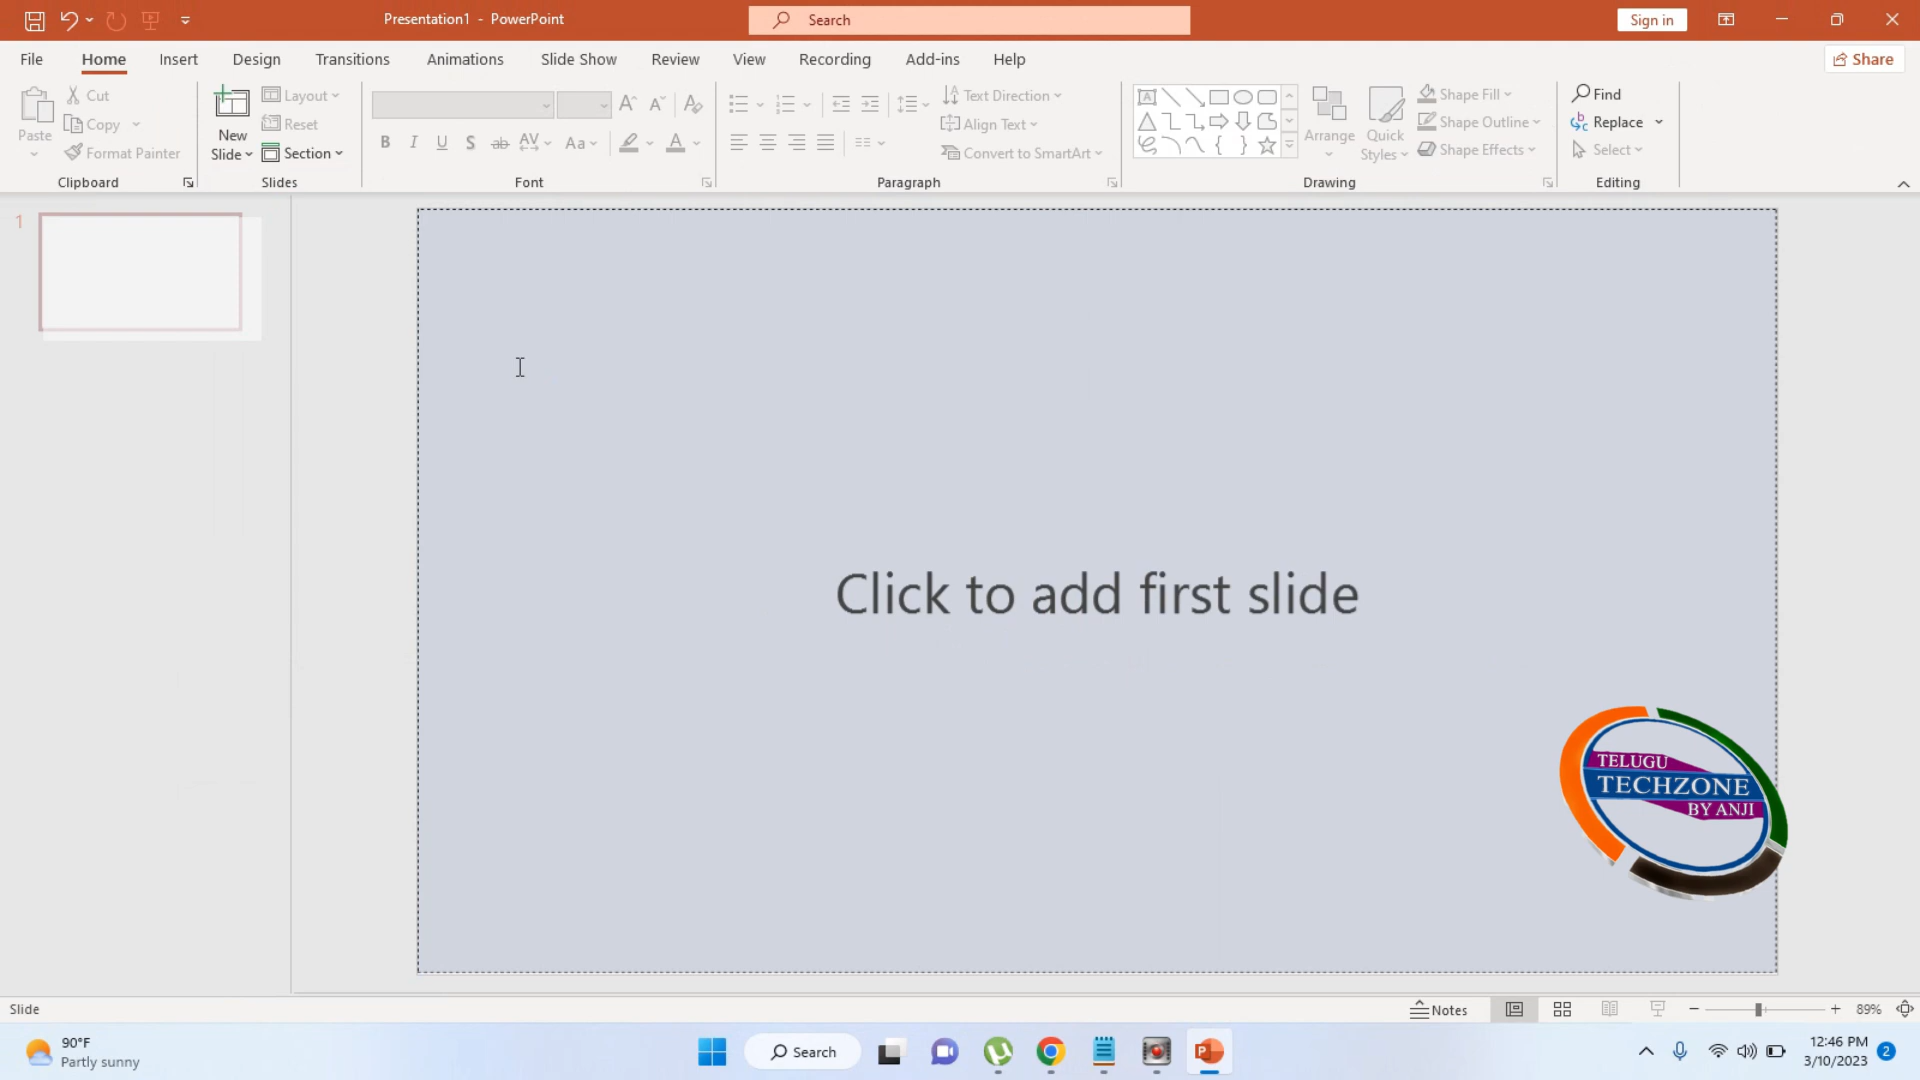 Presentation1 - PowerPoint
Search
Sign in
File Home Insert Design Transitions Animations Slide Show Review View Recording Add-ins Help
Share
Paste
Cut
Copy
Format Painter
Clipboard
New
Slide
Layout
Reset
Section
Slides
B I U S ab AV Aa A
Font
Text Direction
Align Text
Convert to SmartArt
Paragraph
Arrange
Quick
Styles
Shape Fill
Shape Outline
Shape Effects
Drawing
Find
Replace
Select
Editing
1
Click to add first slide
TELUGU
TECHZONE
BY ANJI
Slide
Notes
89%
90°F
Partly sunny
Search
12:46 PM
3/10/2023
2